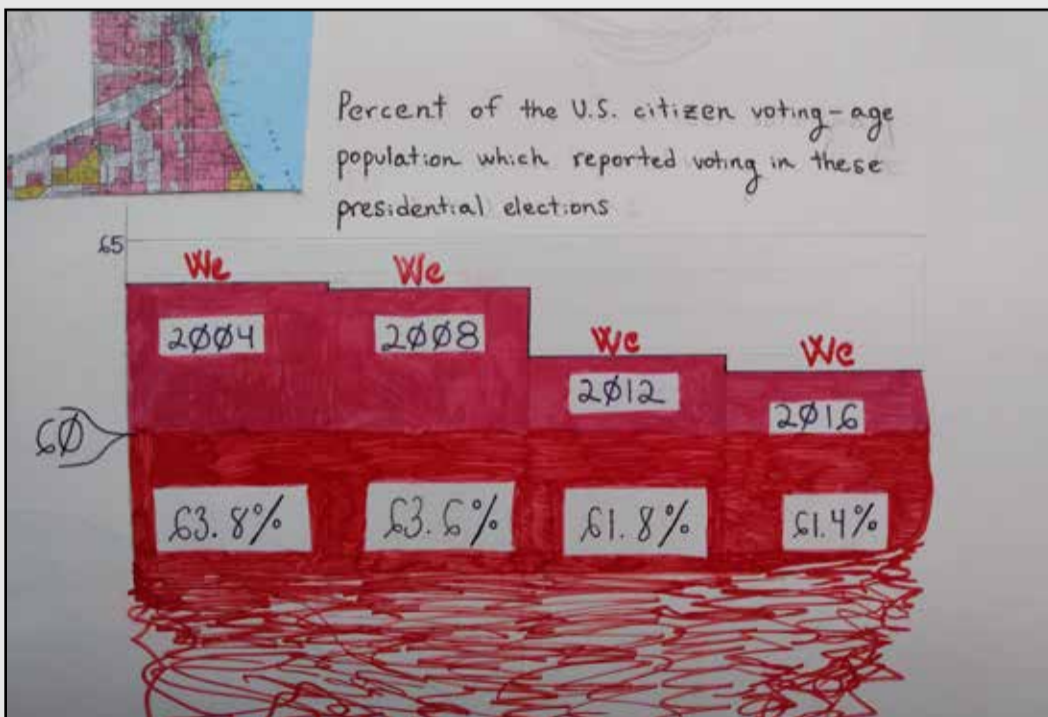 Percent of the U.S. citizen voting-age
population which reported voting in these
presidential elections
65
We We We We
2ØØ4 2ØØ8 2Ø12 2Ø16
6Ø
63.8% 63.6% 61.8% 61.4%